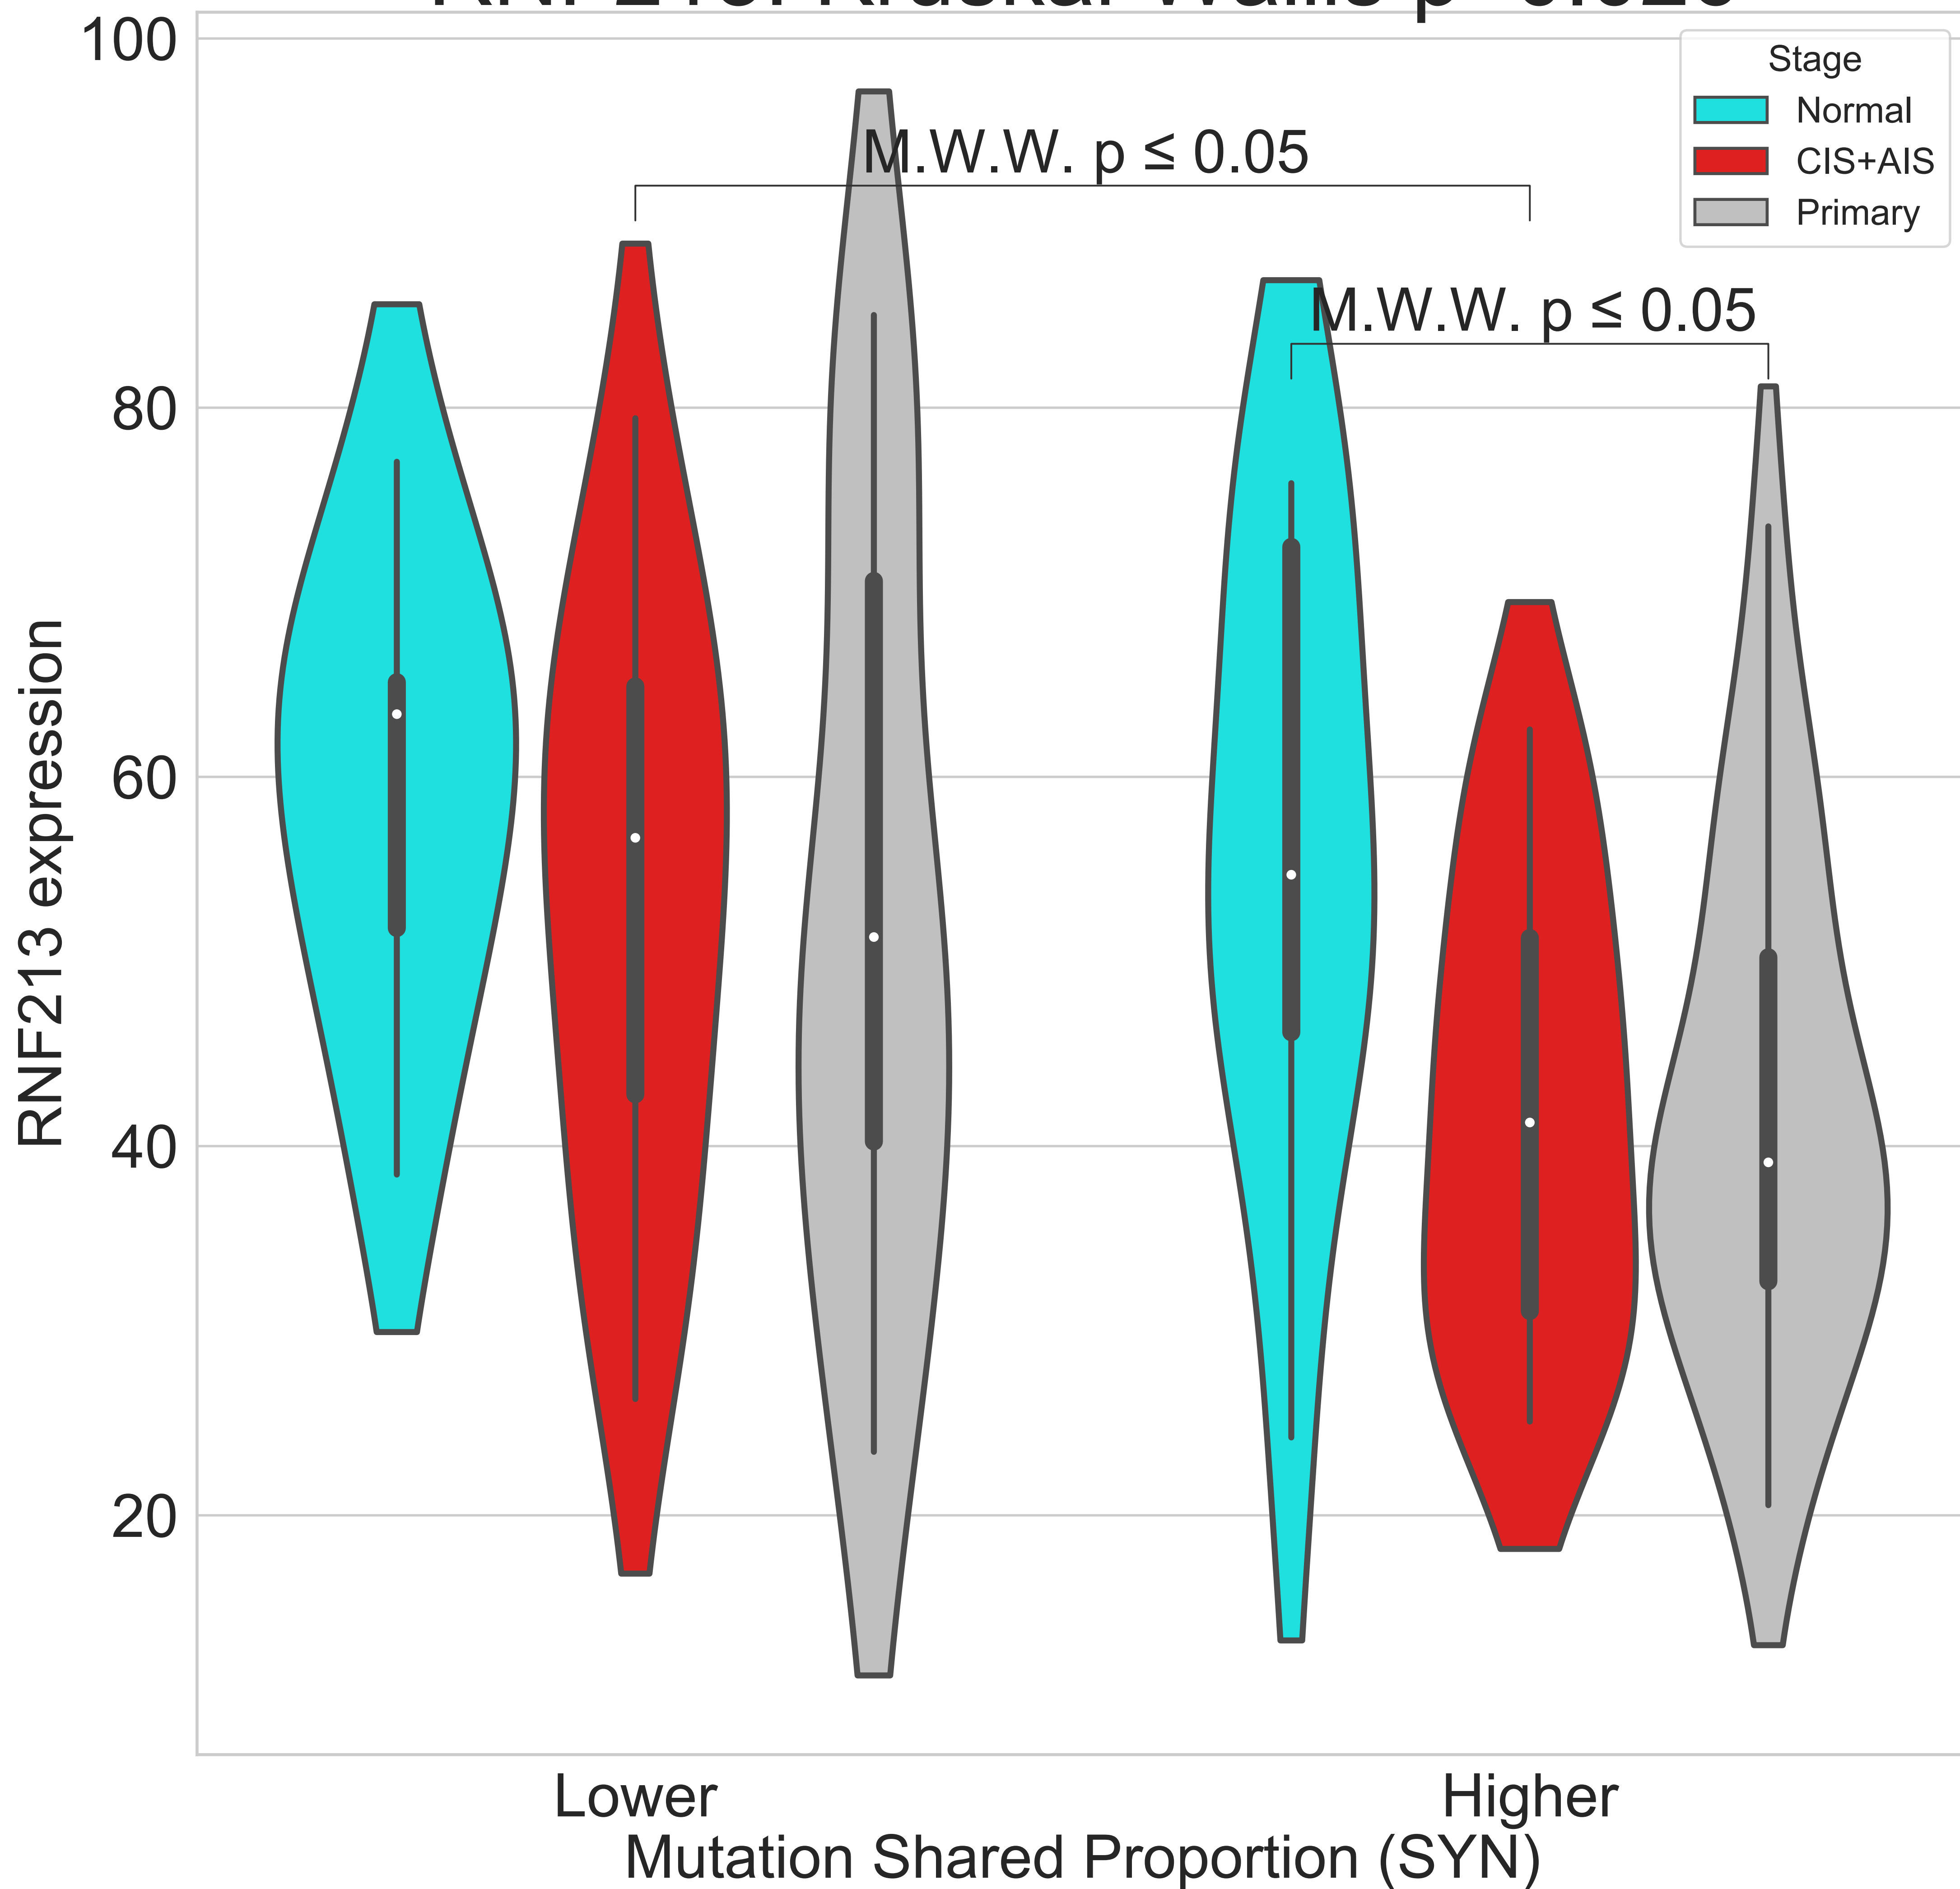 100
80
60
40
20
RNF213 expression
M.W.W. p ≤ 0.05
M.W.W. p ≤ 0.05
Stage
Normal
CIS+AIS
Primary
Lower
Higher
Mutation Shared Proportion (SYN)